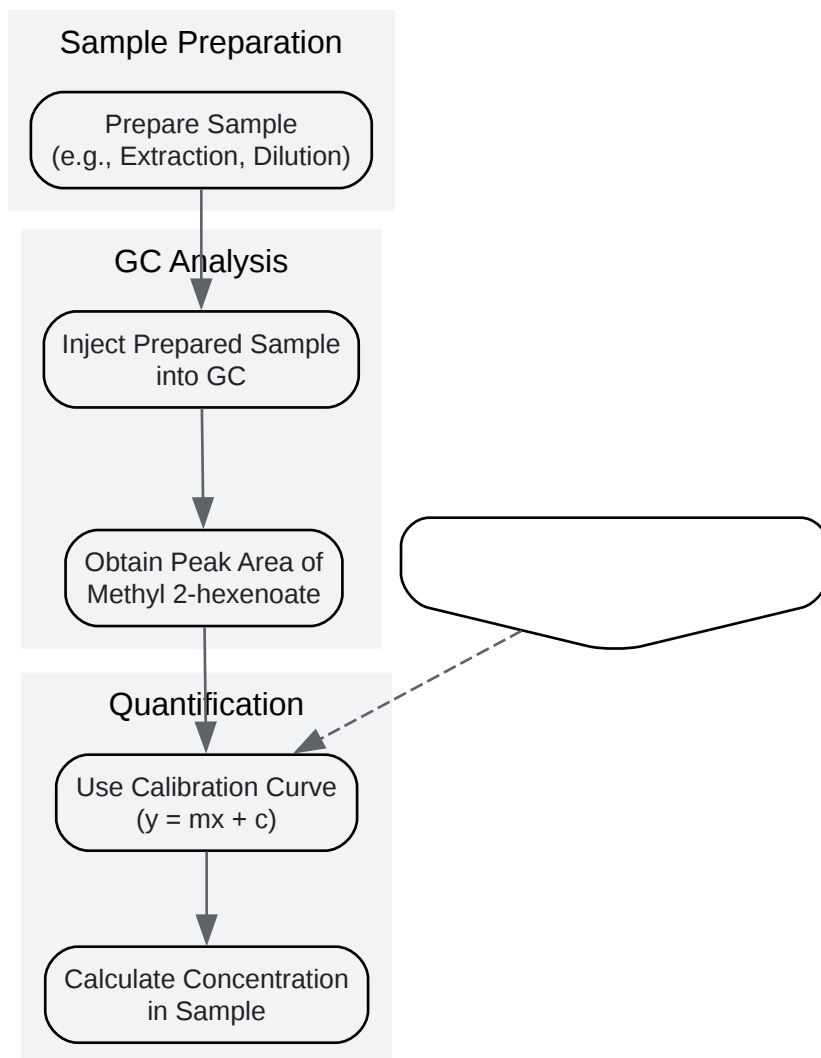 Sample Preparation
Prepare Sample
(e.g., Extraction, Dilution)
GC Analysis
Inject Prepared Sample
into GC
Obtain Peak Area of
Methyl 2-hexenoate
Quantification
Use Calibration Curve
(y = mx + c)
Calculate Concentration
in Sample